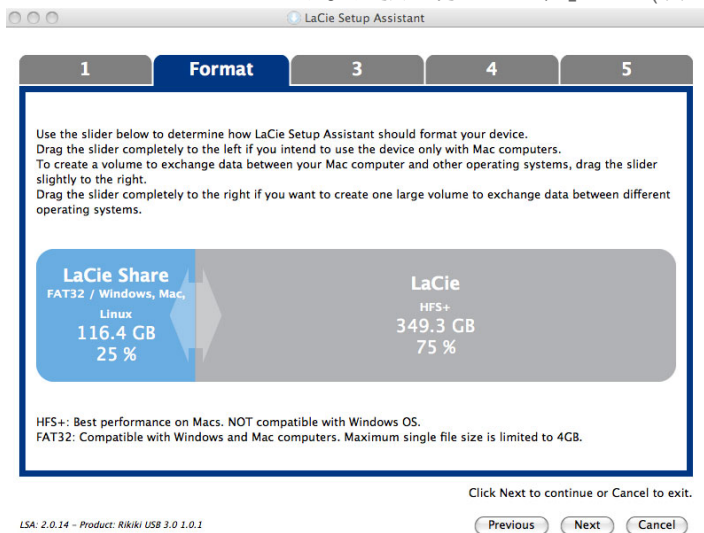 LaCie Setup Assistant
1
Format
3
4
5
Use the slider below to determine how LaCie Setup Assistant should format your device.
Drag the slider completely to the left if you intend to use the device only with Mac computers.
To create a volume to exchange data between your Mac computer and other operating systems, drag the slider
slightly to the right.
Drag the slider completely to the right if you want to create one large volume to exchange data between different
operating systems.
LaCie Share
FAT32 / Windows, Mac,
Linux
116.4 GB
25 %
LaCie
HFS+
349.3 GB
75 %
HFS+: Best performance on Macs. NOT compatible with Windows OS.
FAT32: Compatible with Windows and Mac computers. Maximum single file size is limited to 4GB.
Click Next to continue or Cancel to exit.
LSA: 2.0.14 – Product: Rikiki USB 3.0 1.0.1
Previous
Next
Cancel